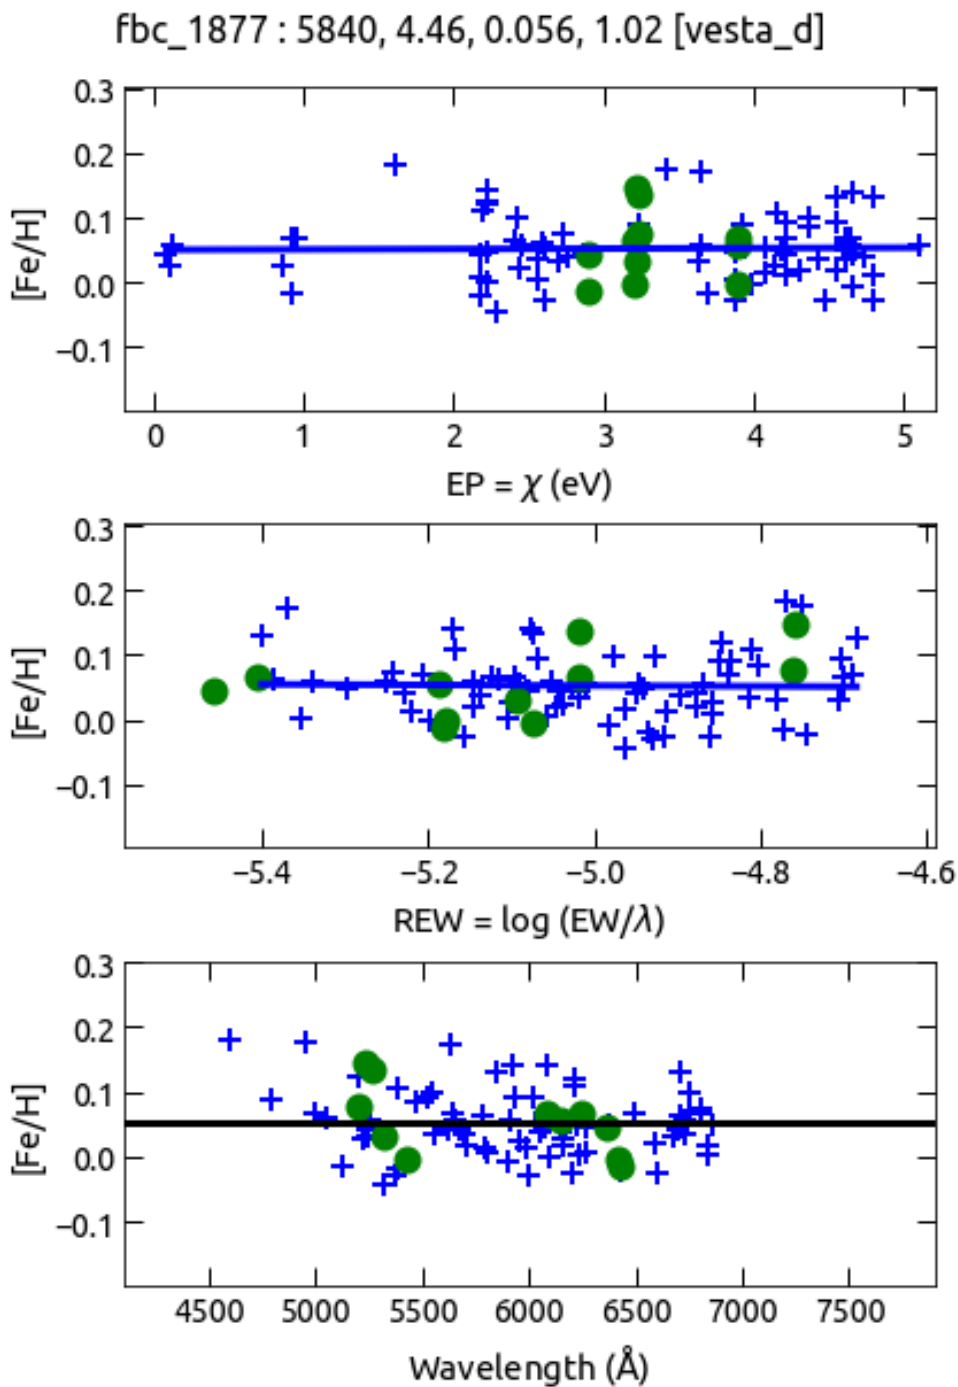 fbc_1877 : 5840, 4.46, 0.056, 1.02 [vesta_d]
0.3
0.2
0.1
0.0
−0.1
[Fe/H]
0 1 2 3 4 5
EP = χ (eV)
0.3
0.2
0.1
0.0
−0.1
[Fe/H]
−5.4 −5.2 −5.0 −4.8 −4.6
REW = log (EW/λ)
0.3
0.2
0.1
0.0
−0.1
[Fe/H]
4500 5000 5500 6000 6500 7000 7500
Wavelength (Å)